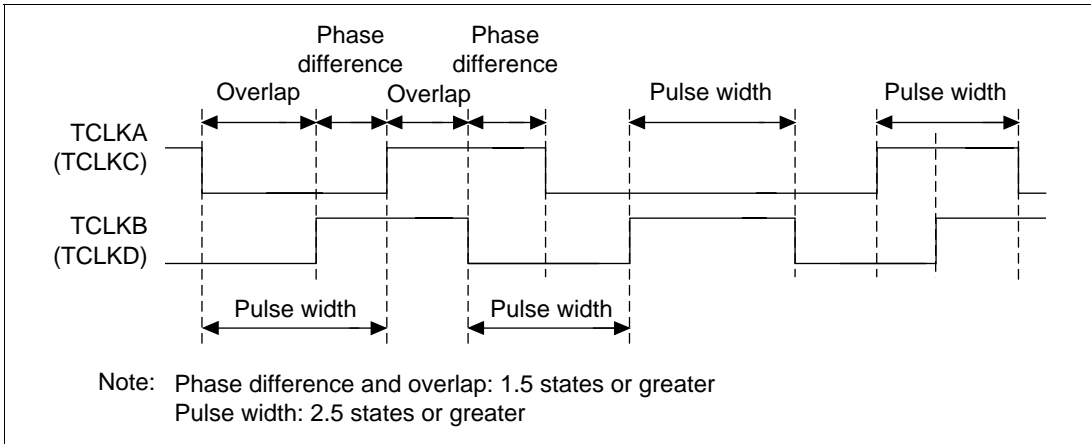 Phase difference
Phase difference
Overlap
Overlap
Pulse width
Pulse width
TCLKA
(TCLKC)
TCLKB
(TCLKD)
Pulse width
Pulse width
Note: Phase difference and overlap: 1.5 states or greater
Pulse width: 2.5 states or greater